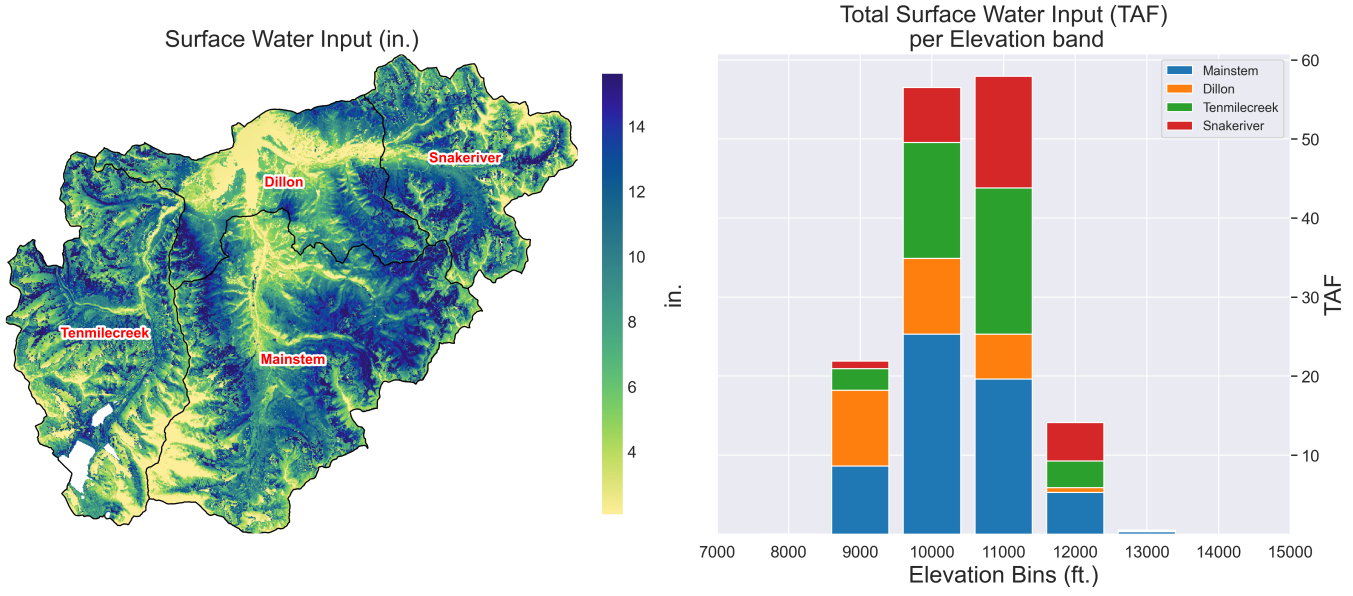 Surface Water Input (in.)
Snakeriver
Dillon
Tenmilecreek
Mainstem
14
12
10
8
6
4
in.
Total Surface Water Input (TAF)
per Elevation band
Mainstem
Dillon
Tenmilecreek
Snakeriver
60
50
40
30
20
10
TAF
7000 8000 9000 10000 11000 12000 13000 14000 15000
Elevation Bins (ft.)